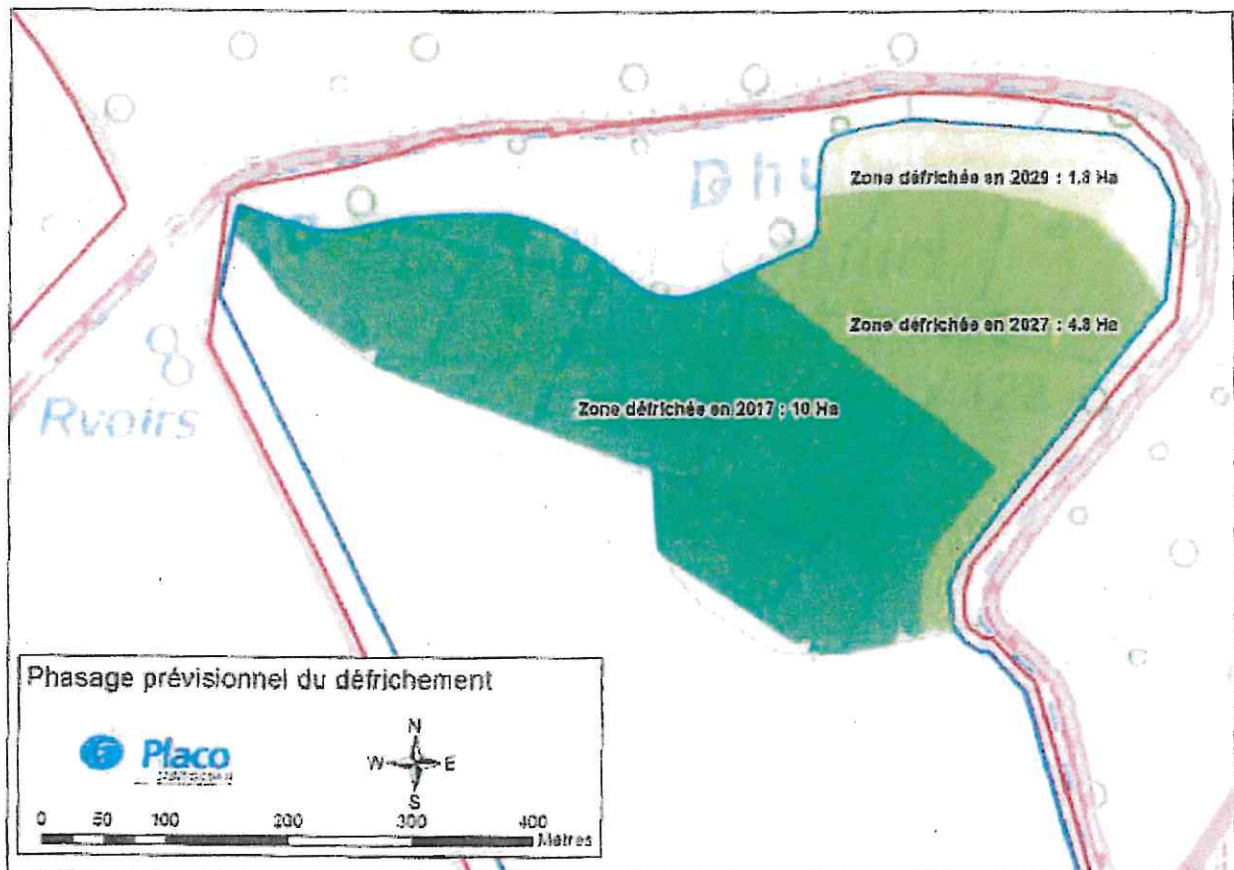 Dhu
Zone défrichée en 2029 : 1,8 Ha
Zone défrichée en 2027 : 4.8 Ha
Zone défrichée en 2017 : 10 Ha
Rvoirs
Phasage prévisionnel du défrichement
Placo
N
W E
S
0 50 100 200 300 400
Mètres